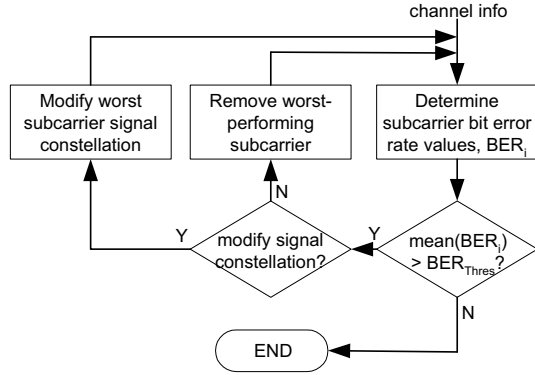 channel info
Modify worst
subcarrier signal
constellation
Remove worst-
performing
subcarrier
Determine
subcarrier bit error
rate values, BERi
N
Y
modify signal
constellation?
Y
mean(BERi)
> BERThres?
N
END